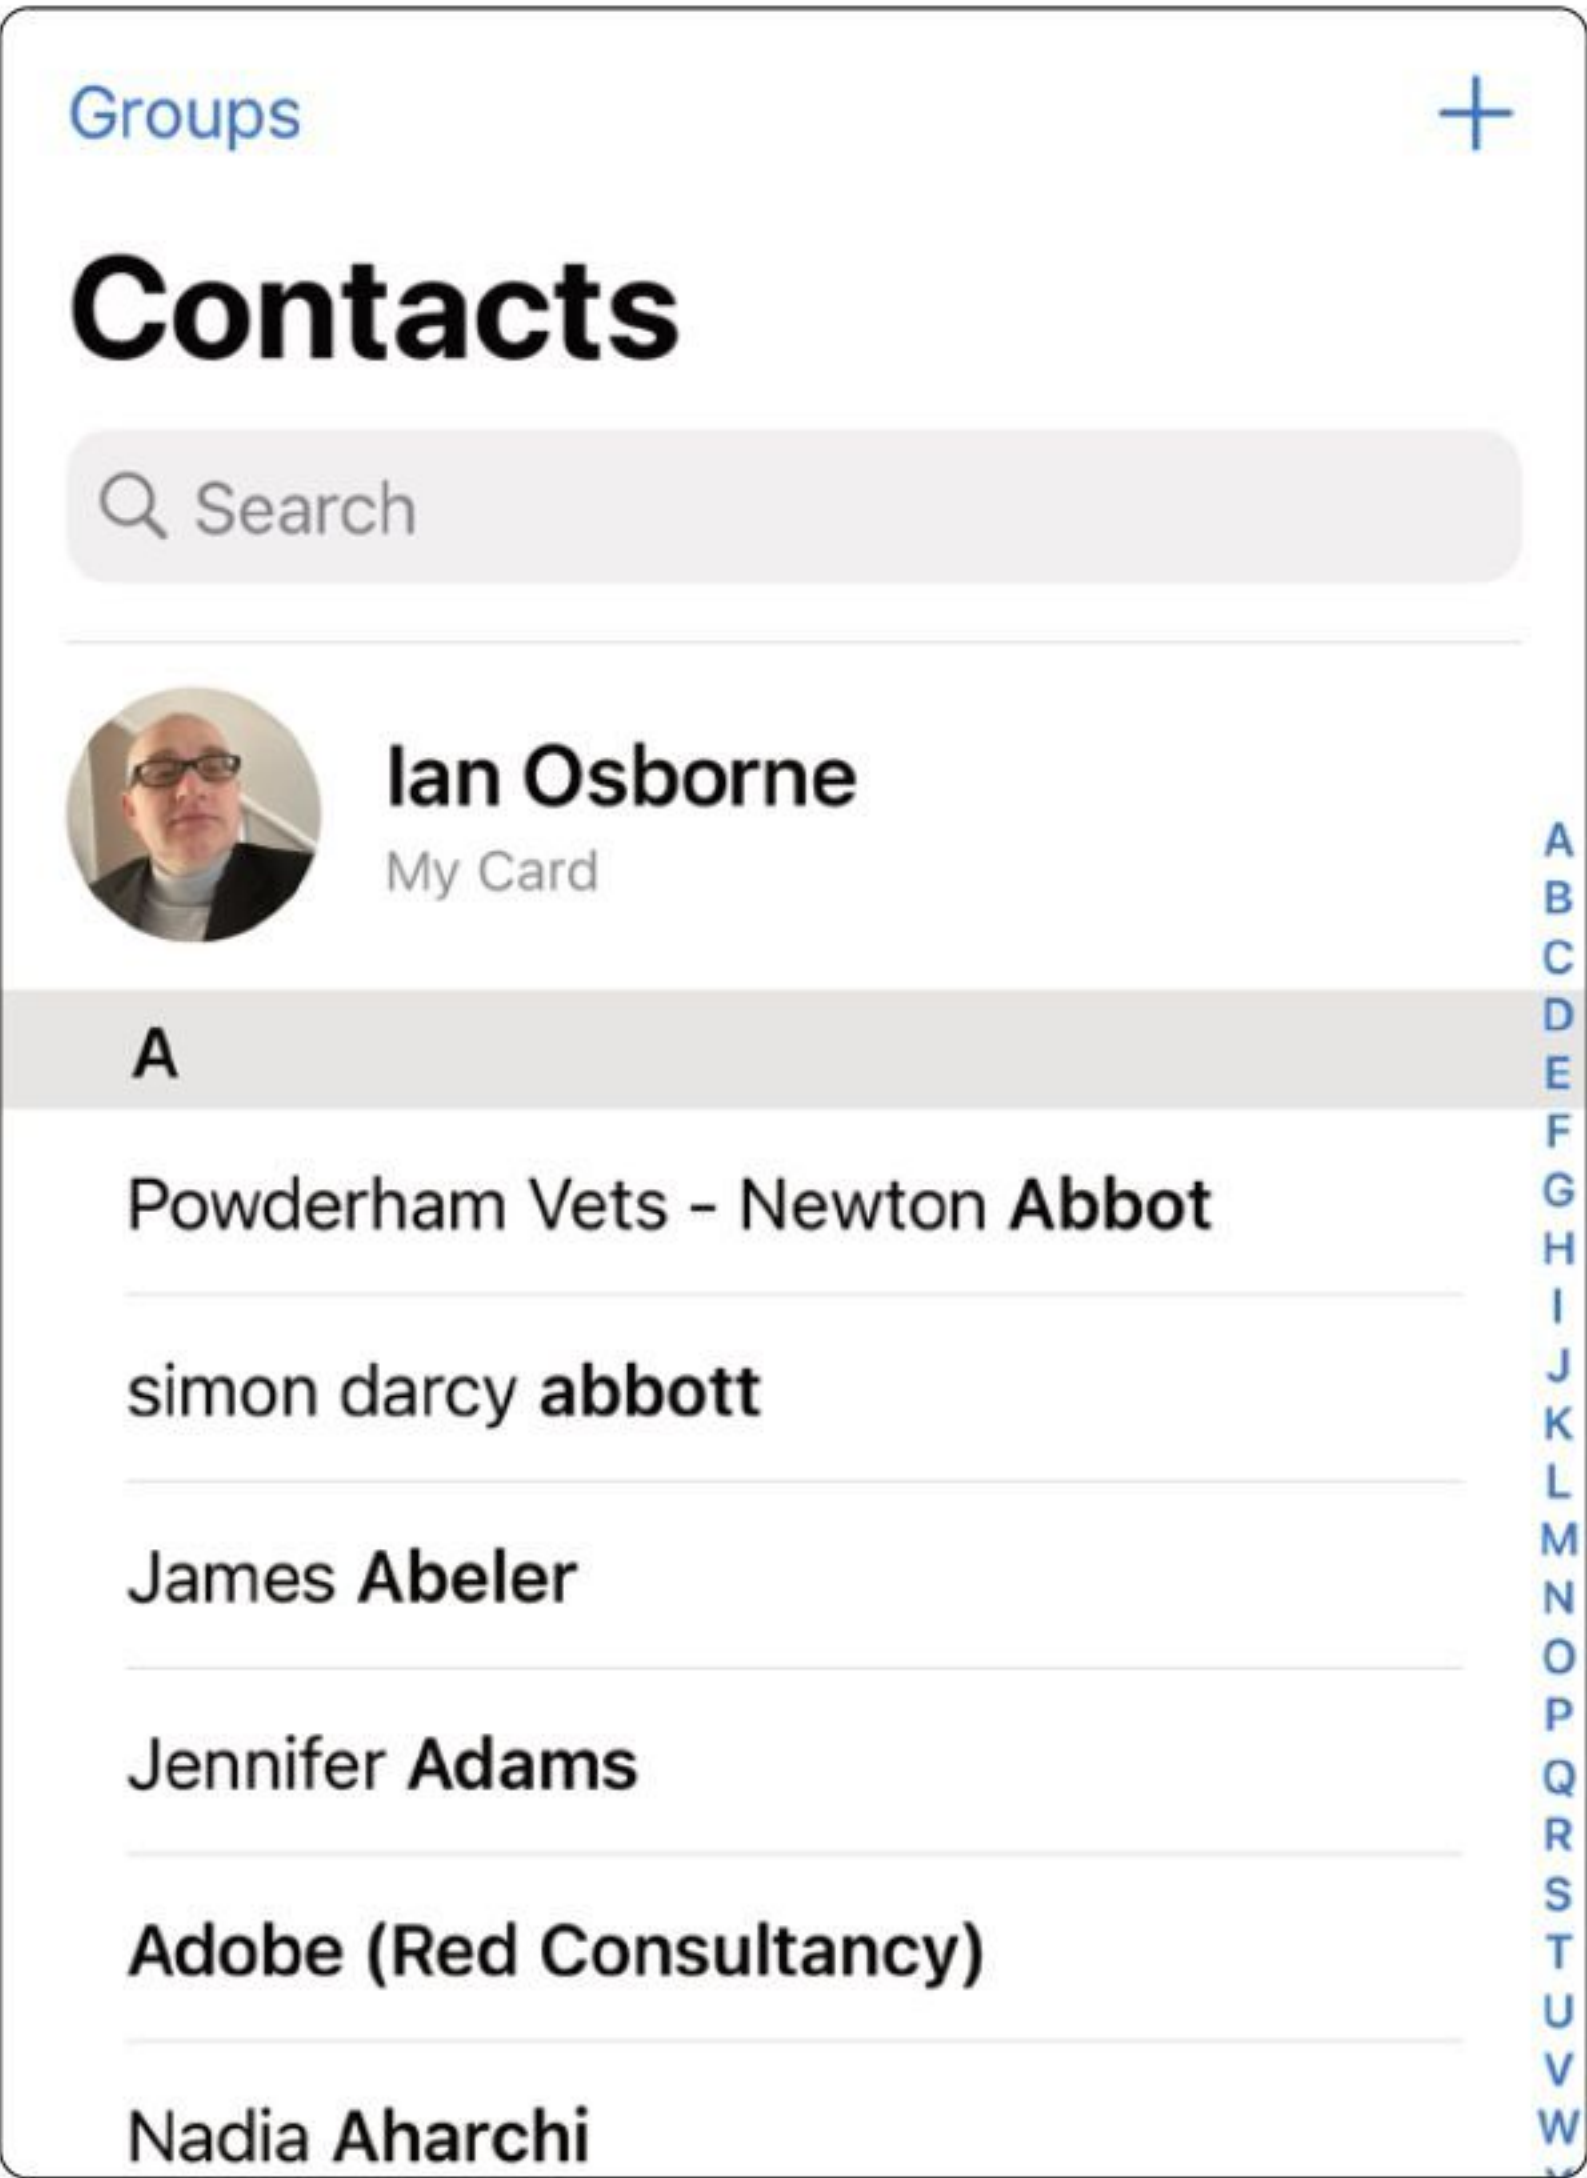 Groups
Contacts
Search
Ian Osborne
My Card
A
Powderham Vets - Newton Abbot
simon darcy abbott
James Abeler
Jennifer Adams
Adobe (Red Consultancy)
Nadia Aharchi
A
B
C
D
E
F
G
H
I
J
K
L
M
N
O
P
Q
R
S
T
U
V
W